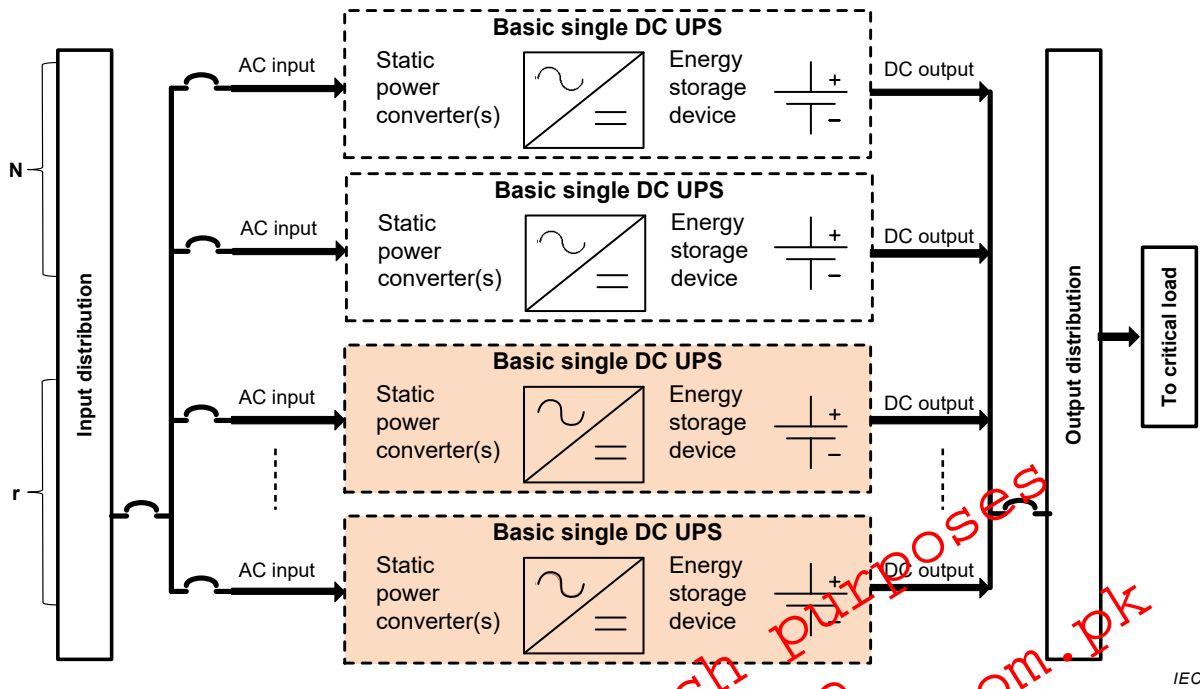 Basic single DC UPS
AC input
Static
power
converter(s)
Energy
storage
device
+
−
DC output
N
Basic single DC UPS
AC input
Static
power
converter(s)
Energy
storage
device
+
−
DC output
Input distribution
Output distribution
To critical load
Basic single DC UPS
AC input
Static
power
converter(s)
Energy
storage
device
+
−
DC output
r
Basic single DC UPS
AC input
Static
power
converter(s)
Energy
storage
device
+
−
DC output
purposes
om.pk
IEC